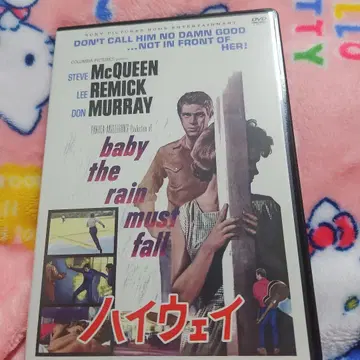 SONY PICTURES HOME ENTERTAINMENT
DVD
DON'T CALL HIM NO DAMN GOOD
...NOT IN FRONT OF HER!
COLUMBIA PICTURES
STEVE McQUEEN
LEE REMICK
DON MURRAY
baby
the
rain
must
fall
ハイウェイ
TTY